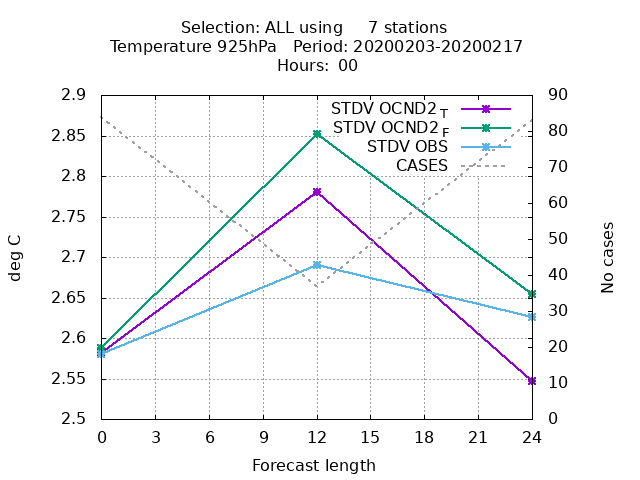 Selection: ALL using     7 stations
Temperature 925hPa   Period: 20200203-20200217
Hours:  00
STDV OCND2 T
STDV OCND2 F
STDV OBS
CASES
deg C
2.9
2.85
2.8
2.75
2.7
2.65
2.6
2.55
2.5
90
80
70
60
50
40
30
20
10
0
No cases
0 3 6 9 12 15 18 21 24
Forecast length